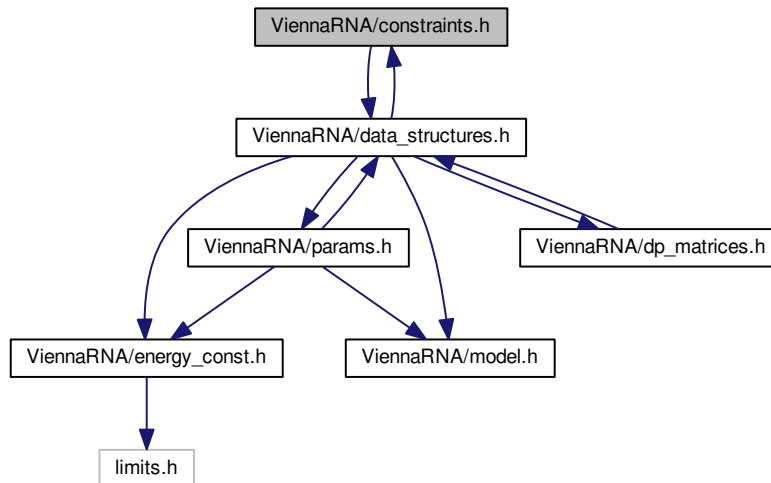 ViennaRNA/constraints.h
ViennaRNA/data_structures.h
ViennaRNA/params.h
ViennaRNA/dp_matrices.h
ViennaRNA/energy_const.h
ViennaRNA/model.h
limits.h